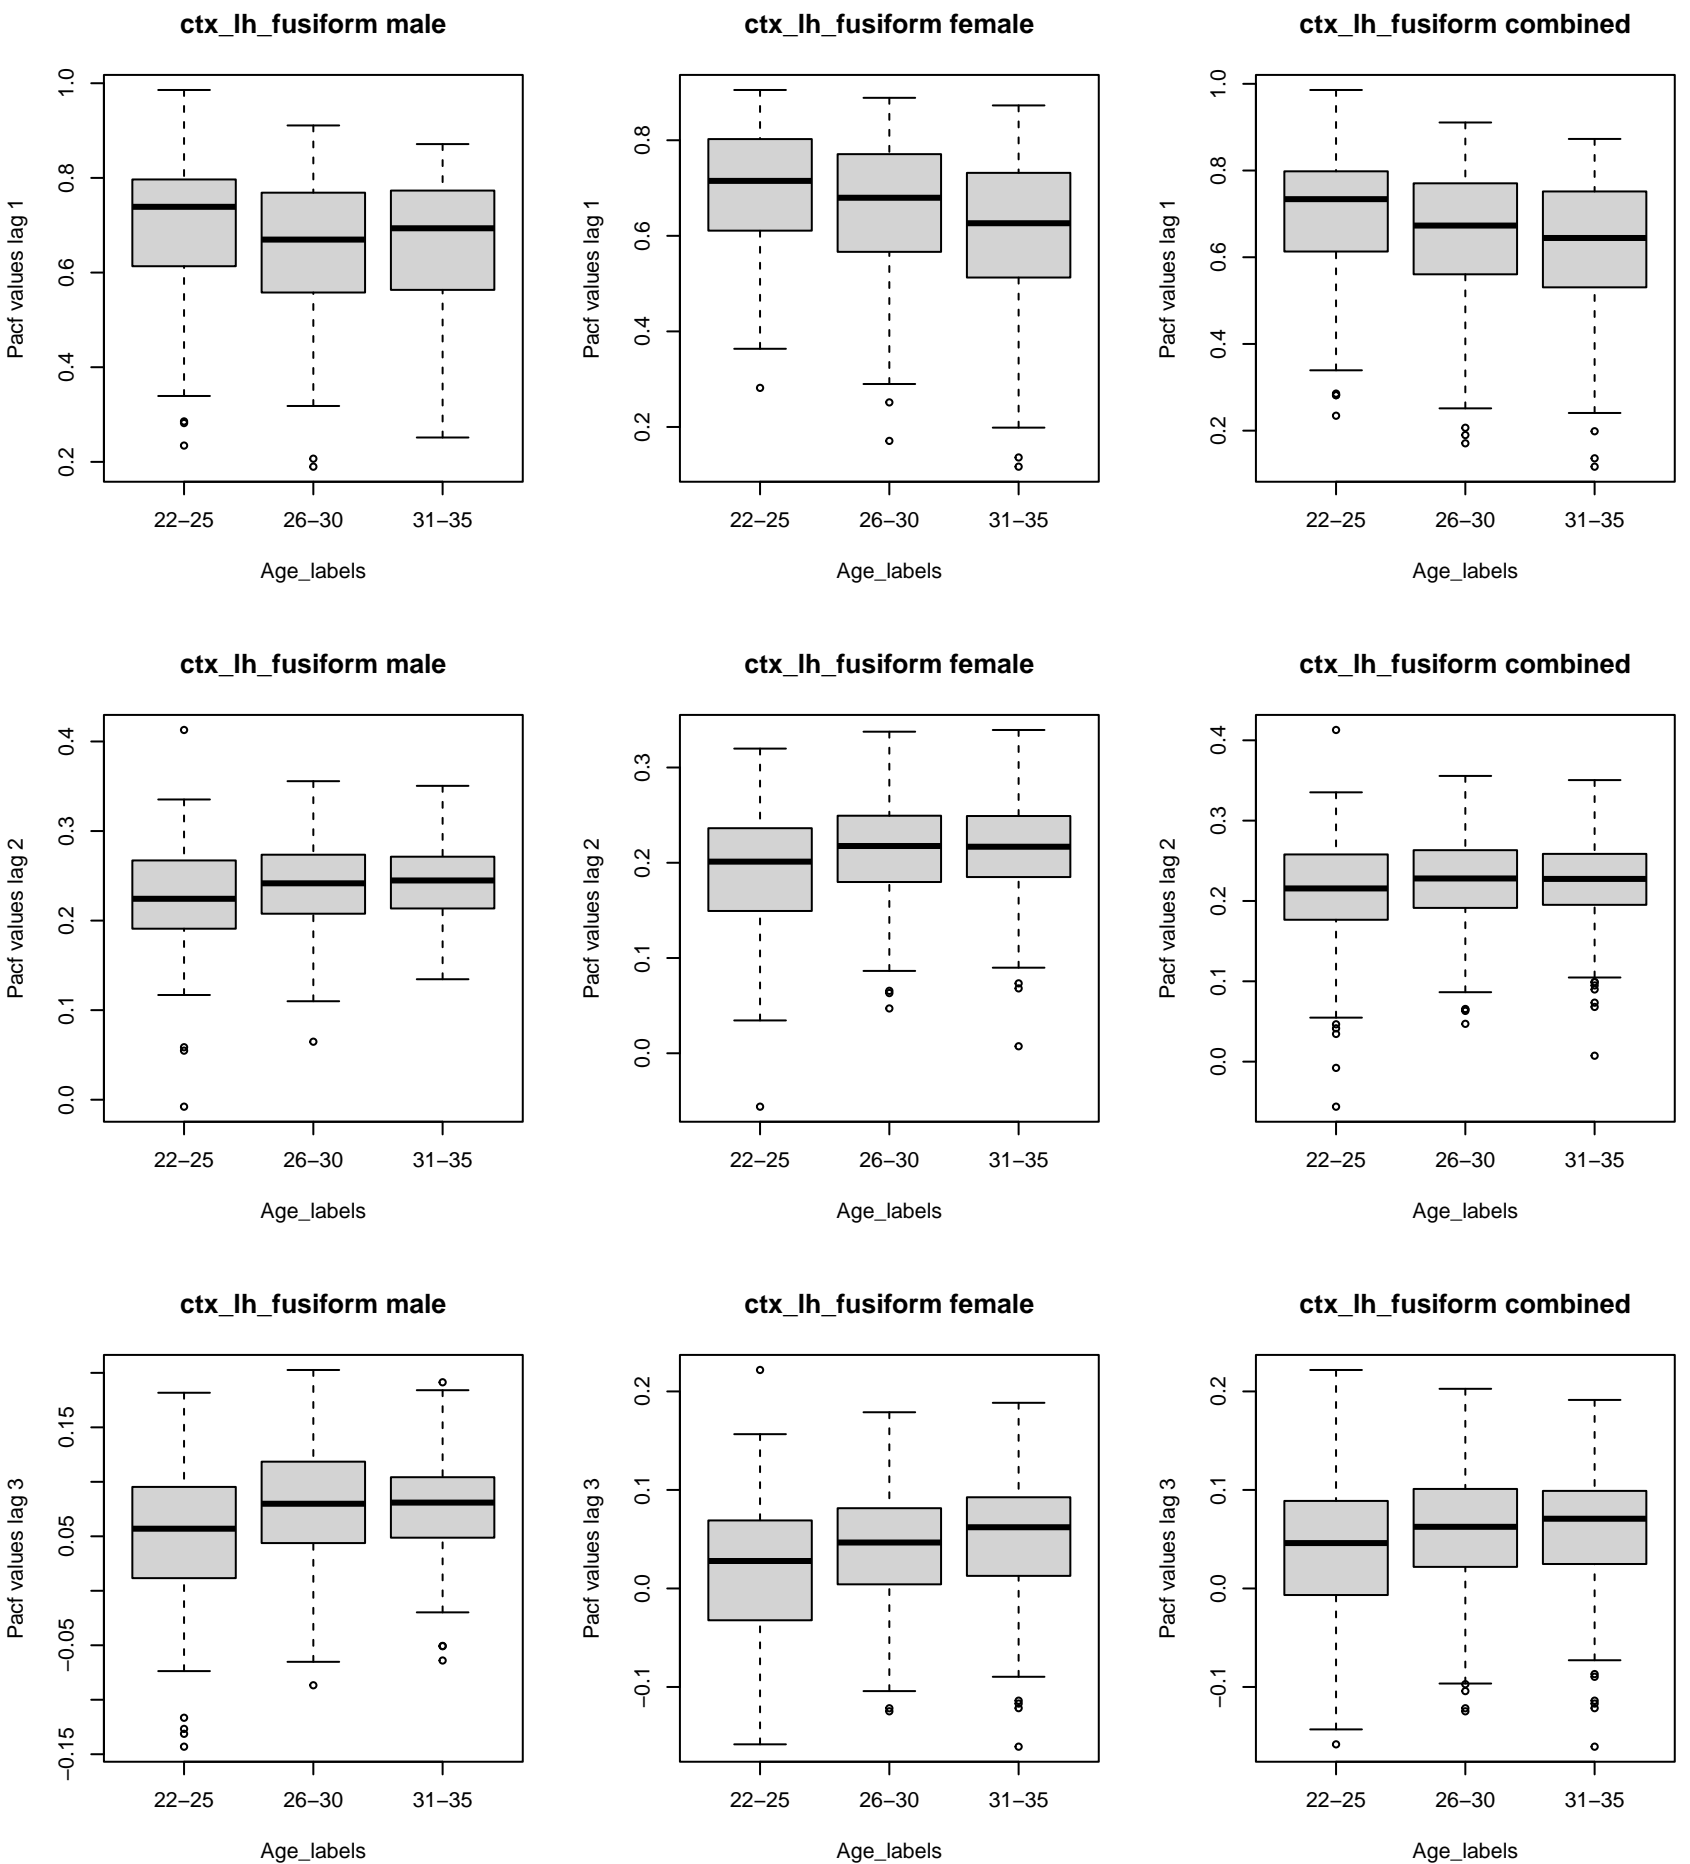 ctx_lh_fusiform male
ctx_lh_fusiform female
ctx_lh_fusiform combined
Pacf values lag 1
1.0
0.8
0.6
0.4
0.2
22−25
26−30
31−35
Age_labels
Pacf values lag 1
0.8
0.6
0.4
0.2
22−25
26−30
31−35
Age_labels
Pacf values lag 1
1.0
0.8
0.6
0.4
0.2
22−25
26−30
31−35
Age_labels
ctx_lh_fusiform male
ctx_lh_fusiform female
ctx_lh_fusiform combined
Pacf values lag 2
0.4
0.3
0.2
0.1
0.0
22−25
26−30
31−35
Age_labels
Pacf values lag 2
0.3
0.2
0.1
0.0
22−25
26−30
31−35
Age_labels
Pacf values lag 2
0.4
0.3
0.2
0.1
0.0
22−25
26−30
31−35
Age_labels
ctx_lh_fusiform male
ctx_lh_fusiform female
ctx_lh_fusiform combined
Pacf values lag 3
0.15
0.05
−0.05
−0.15
22−25
26−30
31−35
Age_labels
Pacf values lag 3
0.2
0.1
0.0
−0.1
22−25
26−30
31−35
Age_labels
Pacf values lag 3
0.2
0.1
0.0
−0.1
22−25
26−30
31−35
Age_labels